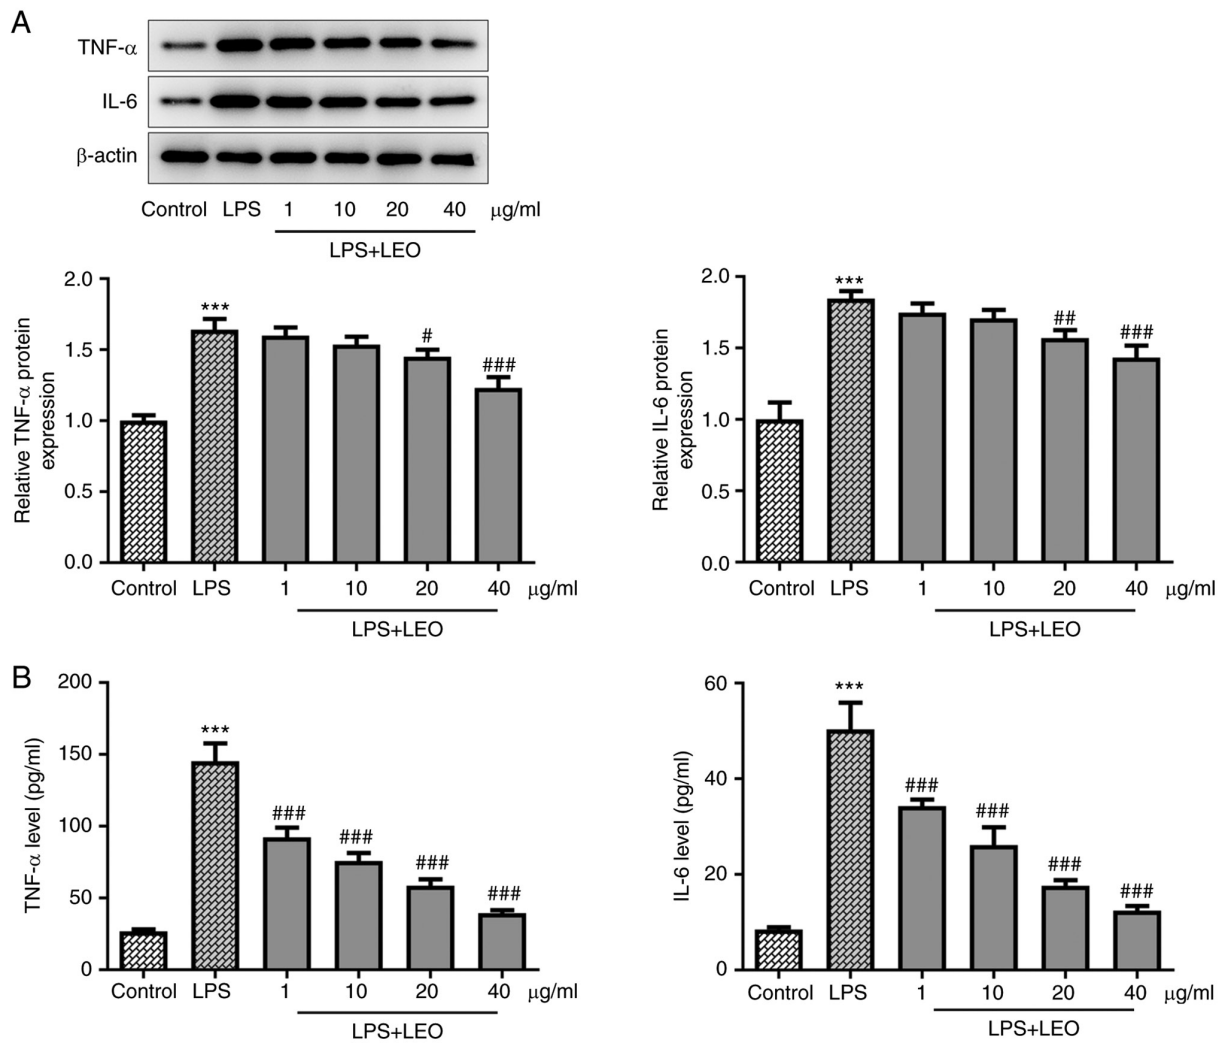 A
TNF-α
IL-6
β-actin
Control LPS 1 10 20 40 μg/ml
LPS+LEO
Relative TNF-α protein
expression
2.0
1.5
1.0
0.5
0.0
***
#
###
Control LPS 1 10 20 40 μg/ml
LPS+LEO
Relative IL-6 protein
expression
2.0
1.5
1.0
0.5
0.0
***
##
###
Control LPS 1 10 20 40 μg/ml
LPS+LEO
B
TNF-α level (pg/ml)
200
150
100
50
0
***
###
###
###
###
Control LPS 1 10 20 40 μg/ml
LPS+LEO
IL-6 level (pg/ml)
60
40
20
0
***
###
###
###
###
Control LPS 1 10 20 40 μg/ml
LPS+LEO